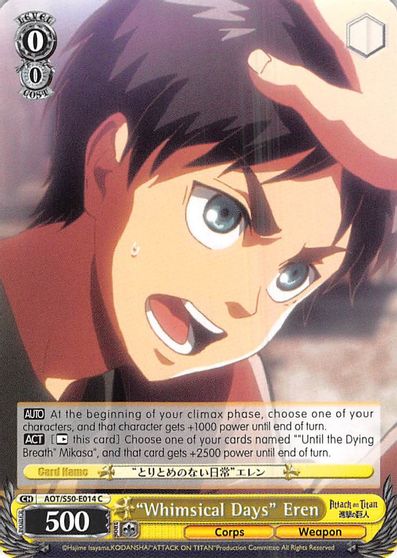 LEVEL
0
0
COST
AUTO At the beginning of your climax phase, choose one of your
characters, and that character gets +1000 power until end of turn.
ACT [ this card] Choose one of your cards named ""Until the Dying
Breath" Mikasa", and that card gets +2500 power until end of turn.
Card Name
“とりとめのない日常”エレン
CH AOT/S50-E014 C
“Whimsical Days” Eren
Attack on Titan
進撃の巨人
POWER
500
SOUL
Corps
Weapon
©Hajime Isayama,KODANSHA/"ATTACK ON TITAN"Production Committee All Rights Reserved